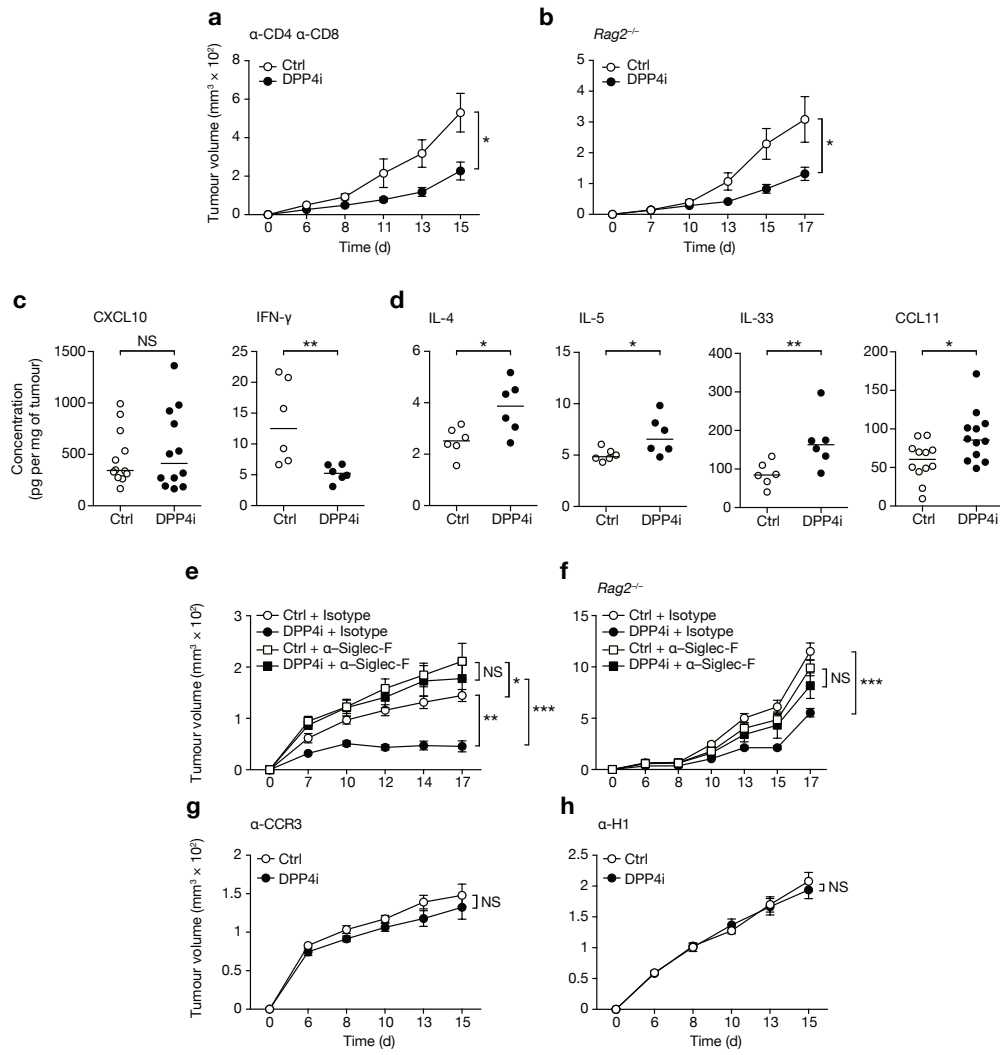 a
α-CD4 α-CD8
Tumour volume (mm³ × 10²)
8
6
4
2
0
Ctrl
DPP4i
*
0 6 8 11 13 15
Time (d)
b
Rag2⁻/⁻
5
4
3
2
1
0
Ctrl
DPP4i
*
0 7 10 13 15 17
Time (d)
c
CXCL10
Concentration
(pg per mg of tumour)
1500
1000
500
0
NS
Ctrl DPP4i
IFN-γ
25
20
15
10
5
0
**
Ctrl DPP4i
d
IL-4
6
4
2
0
*
Ctrl DPP4i
IL-5
15
10
5
0
*
Ctrl DPP4i
IL-33
400
300
200
100
0
**
Ctrl DPP4i
CCL11
200
150
100
50
0
*
Ctrl DPP4i
e
Tumour volume (mm³ × 10²)
3
2
1
0
Ctrl + Isotype
DPP4i + Isotype
Ctrl + α-Siglec-F
DPP4i + α-Siglec-F
NS
*
**
***
0 7 10 12 14 17
f
Rag2⁻/⁻
15
10
5
0
Ctrl + Isotype
DPP4i + Isotype
Ctrl + α-Siglec-F
DPP4i + α-Siglec-F
NS
***
0 6 8 10 13 15 17
g
α-CCR3
Tumour volume (mm³ × 10²)
2
1.5
1
0.5
0
Ctrl
DPP4i
NS
0 6 8 10 13 15
Time (d)
h
α-H1
2.5
2
1.5
1
0.5
0
Ctrl
DPP4i
NS
0 6 8 10 13 15
Time (d)